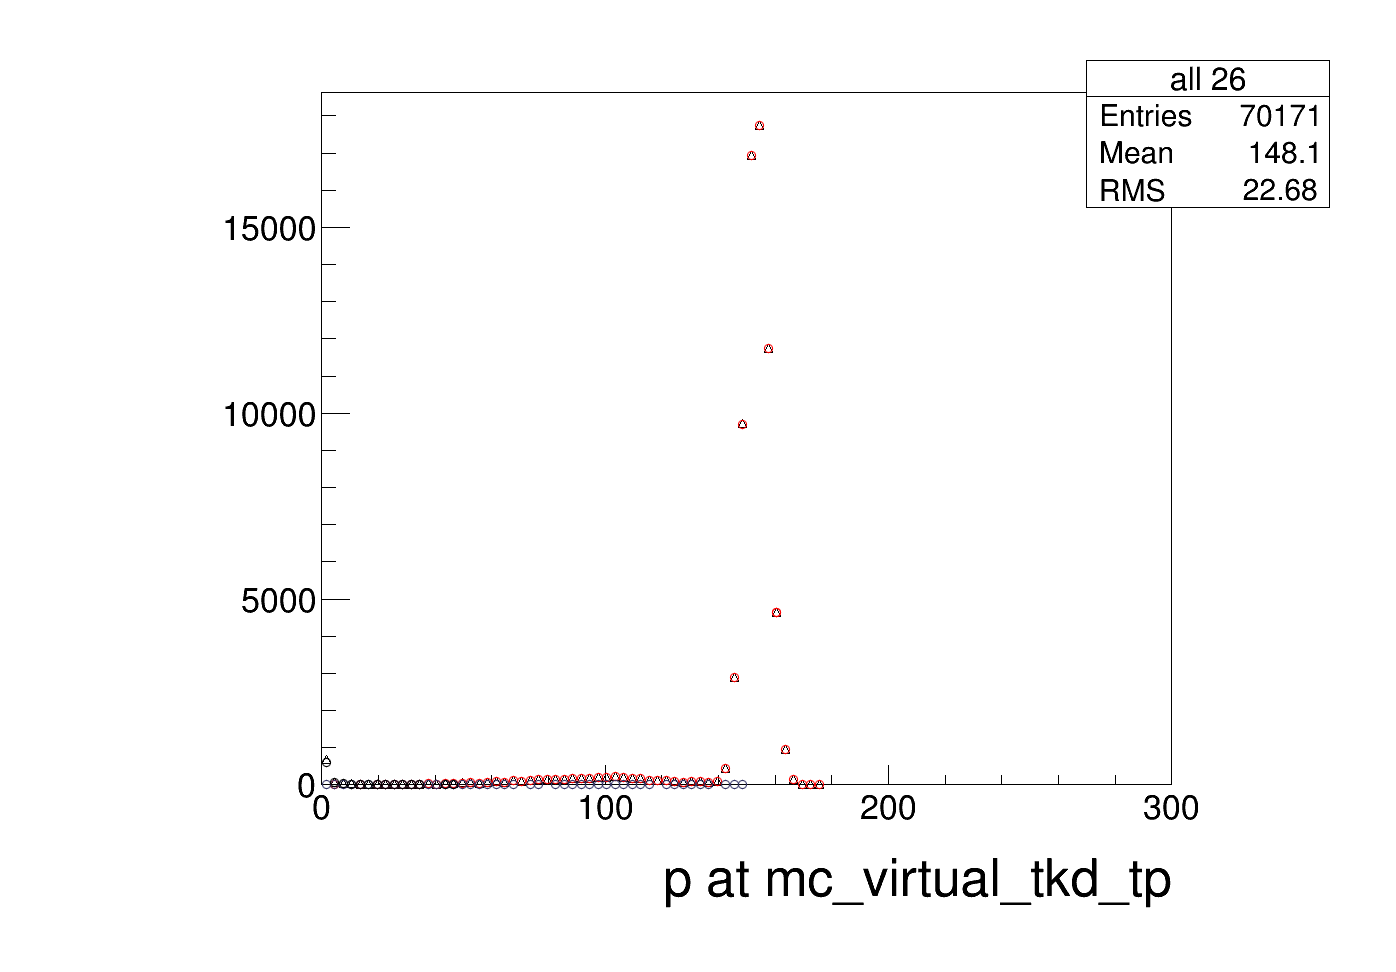 all 26
Entries 70171
Mean 148.1
RMS 22.68
15000
10000
5000
0
0 100 200 300
p at mc_virtual_tkd_tp